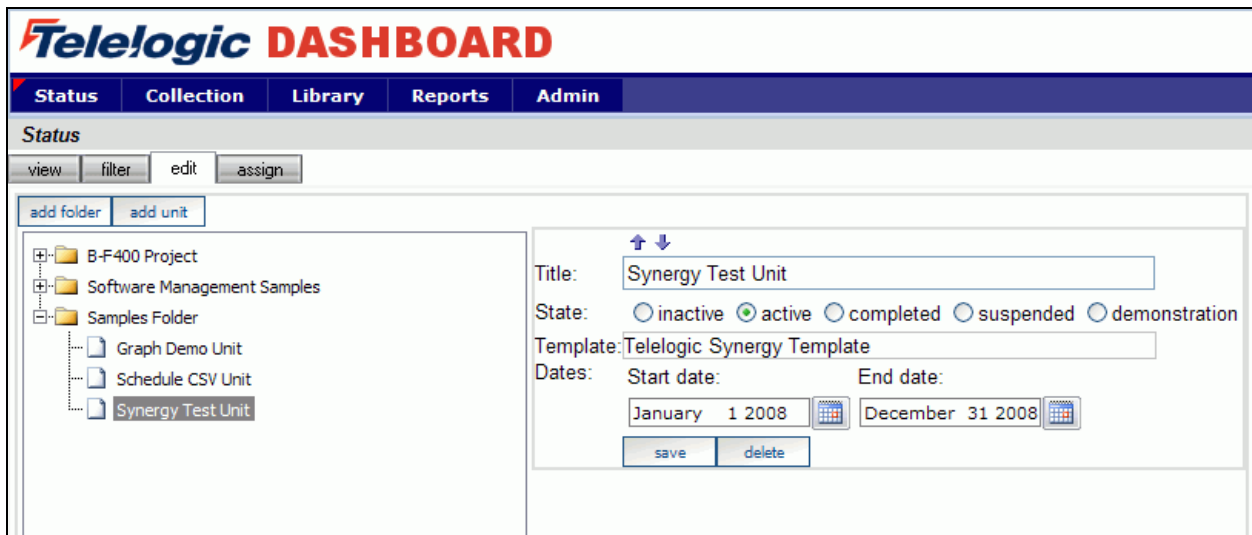 Telelogic DASHBOARD
Status Collection Library Reports Admin
Status
view filter edit assign
add folder add unit
B-F400 Project
Software Management Samples
Samples Folder
Graph Demo Unit
Schedule CSV Unit
Synergy Test Unit
Title: Synergy Test Unit
State: inactive active completed suspended demonstration
Template: Telelogic Synergy Template
Dates: Start date: End date:
January 1 2008 December 31 2008
save delete